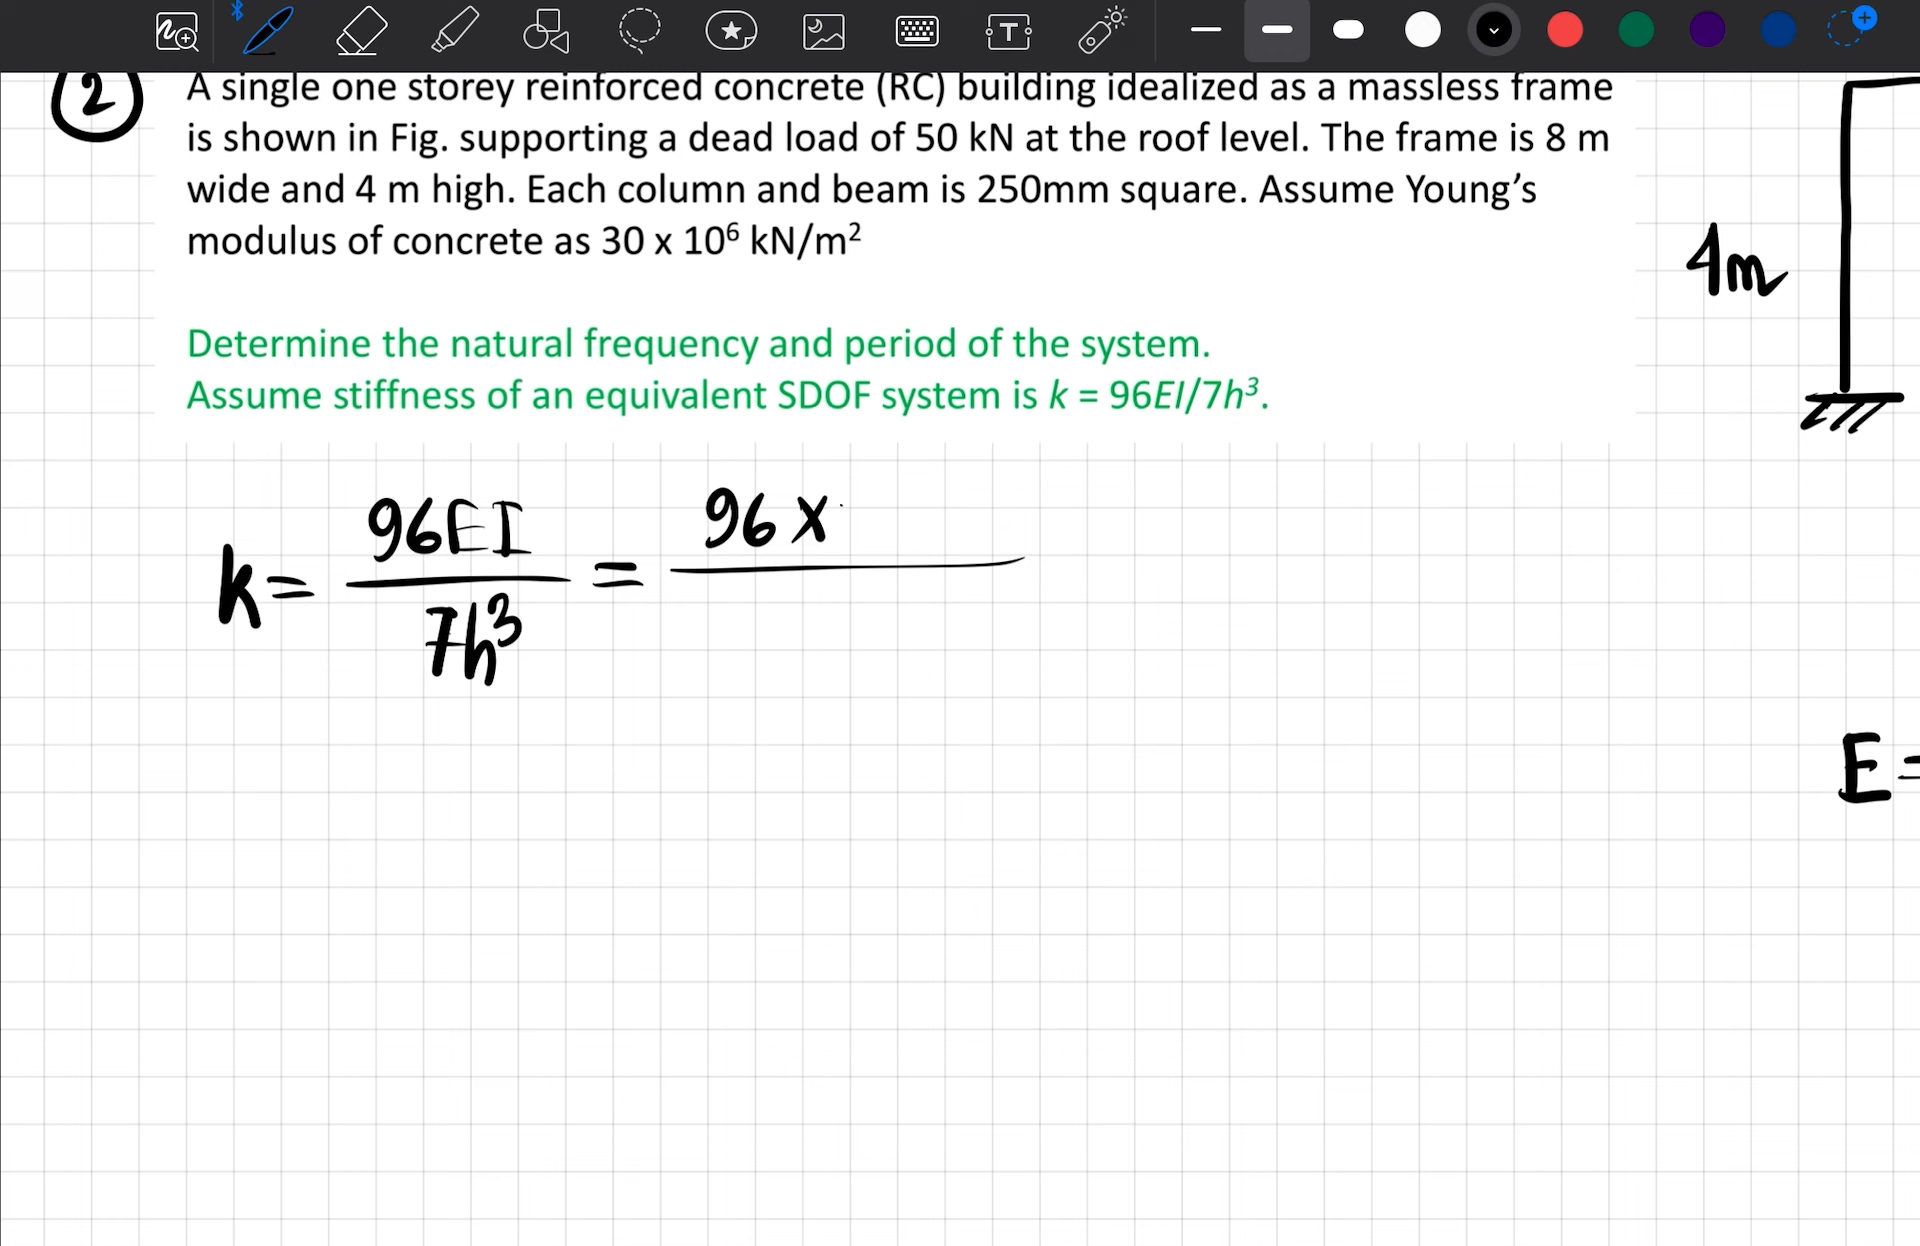 2
A single one storey reinforced concrete (RC) building idealized as a massless frame
is shown in Fig. supporting a dead load of 50 kN at the roof level. The frame is 8 m
wide and 4 m high. Each column and beam is 250mm square. Assume Young’s
modulus of concrete as 30 x 10⁶ kN/m²
4m
Determine the natural frequency and period of the system.
Assume stiffness of an equivalent SDOF system is k = 96EI/7h³.
k = 96EI / 7h³ = 96 x
E=